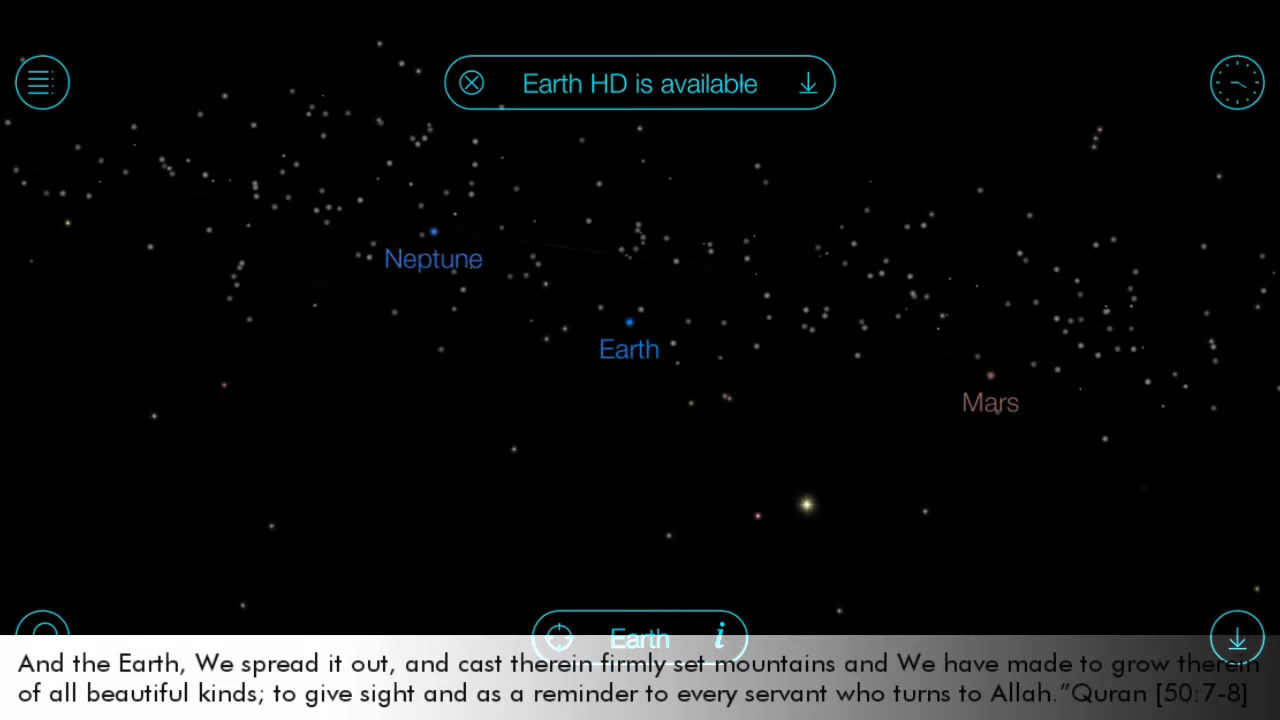 Earth HD is available
Neptune
Earth
Mars
Earth i
And the Earth, We spread it out, and cast therein firmly set mountains and We have made to grow therein
of all beautiful kinds; to give sight and as a reminder to every servant who turns to Allah.”Quran [50:7-8]